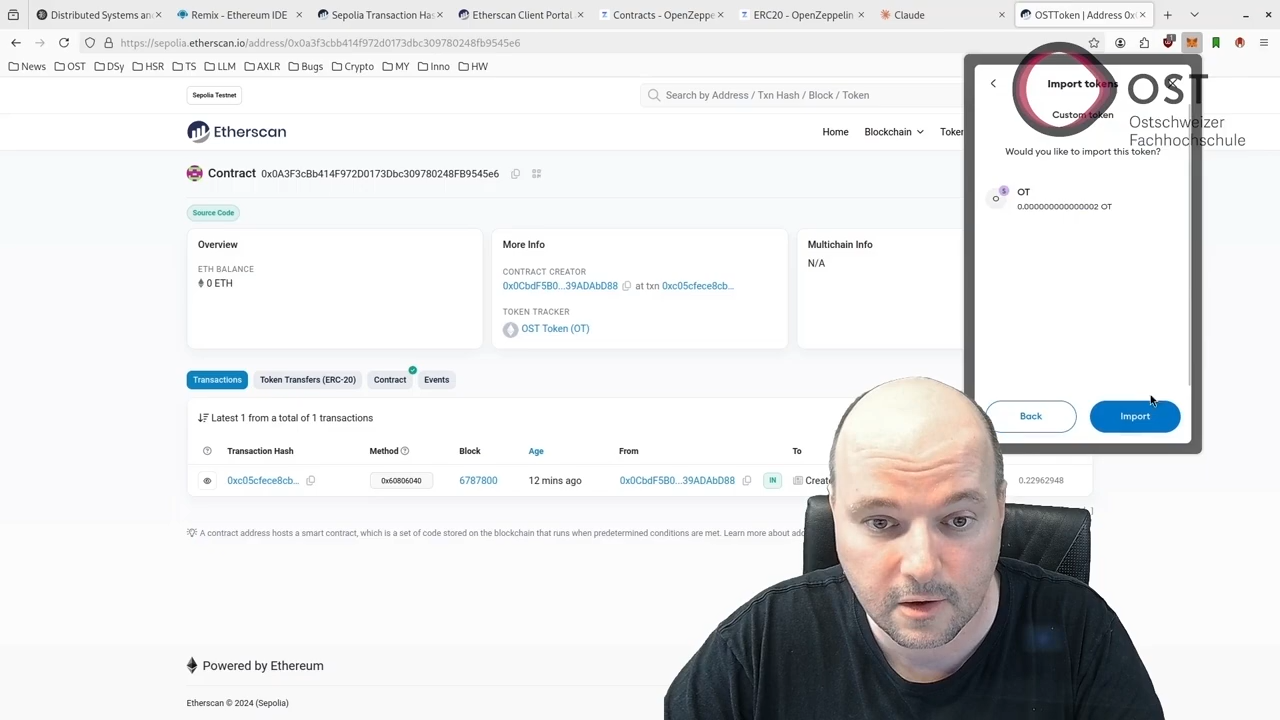 Distributed Systems an
Remix - Ethereum IDE
Sepolia Transaction Has
Etherscan Client Portal
Contracts - OpenZeppe
ERC20 - OpenZeppelin
Claude
OSTToken | Address 0x0
https://sepolia.etherscan.io/address/0x0a3f3cbb414f972d0173dbc309780248fb9545e6
News
OST
DSy
HSR
TS
LLM
AXLR
Bugs
Crypto
MY
Inno
HW
Sepolia Testnet
Search by Address / Txn Hash / Block / Token
Etherscan
Home
Blockchain
Token
Import tokens
OST
Ostschweizer
Fachhochschule
Custom token
Would you like to import this token?
O
OT
0.000000000000002 OT
Back
Import
Contract 0x0A3F3cBb414F972D0173Dbc309780248FB9545e6
Source Code
Overview
ETH BALANCE
0 ETH
More Info
CONTRACT CREATOR
0x0CbdF5B0...39ADAbD88 at txn 0xc05cfece8cb...
TOKEN TRACKER
OST Token (OT)
Multichain Info
N/A
Transactions
Token Transfers (ERC-20)
Contract
Events
Latest 1 from a total of 1 transactions
Transaction Hash
Method
Block
Age
From
To
0xc05cfece8cb...
0x60806040
6787800
12 mins ago
0x0CbdF5B0...39ADAbD88
IN
Create
0.22962948
A contract address hosts a smart contract, which is a set of code stored on the blockchain that runs when predetermined conditions are met. Learn more about add
Powered by Ethereum
Etherscan © 2024 (Sepolia)